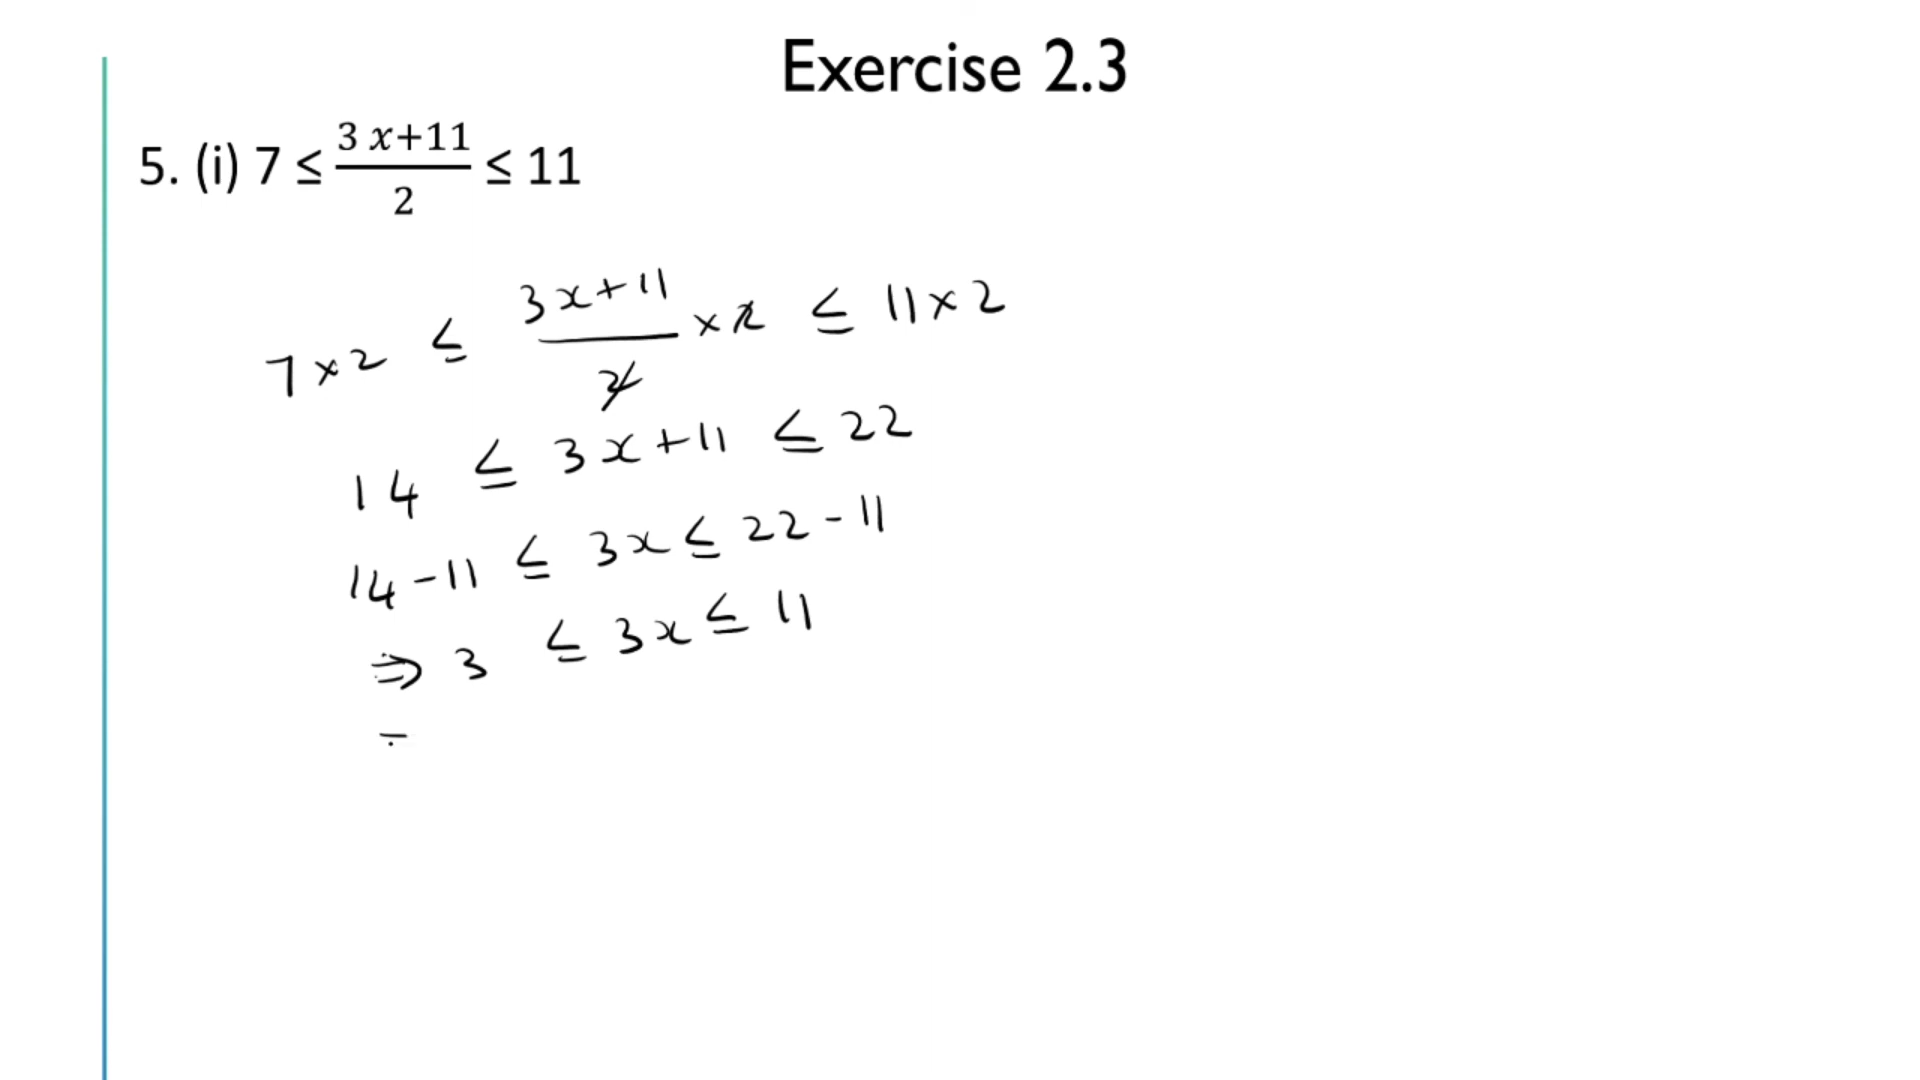 Exercise 2.3
5. (i) 7 ≤ (3 x+11)/2 ≤ 11
7 × 2 ≤ (3x+11)/2 × 2 ≤ 11 × 2
14 ≤ 3x+11 ≤ 22
14 - 11 ≤ 3x ≤ 22 - 11
⇒ 3 ≤ 3x ≤ 11